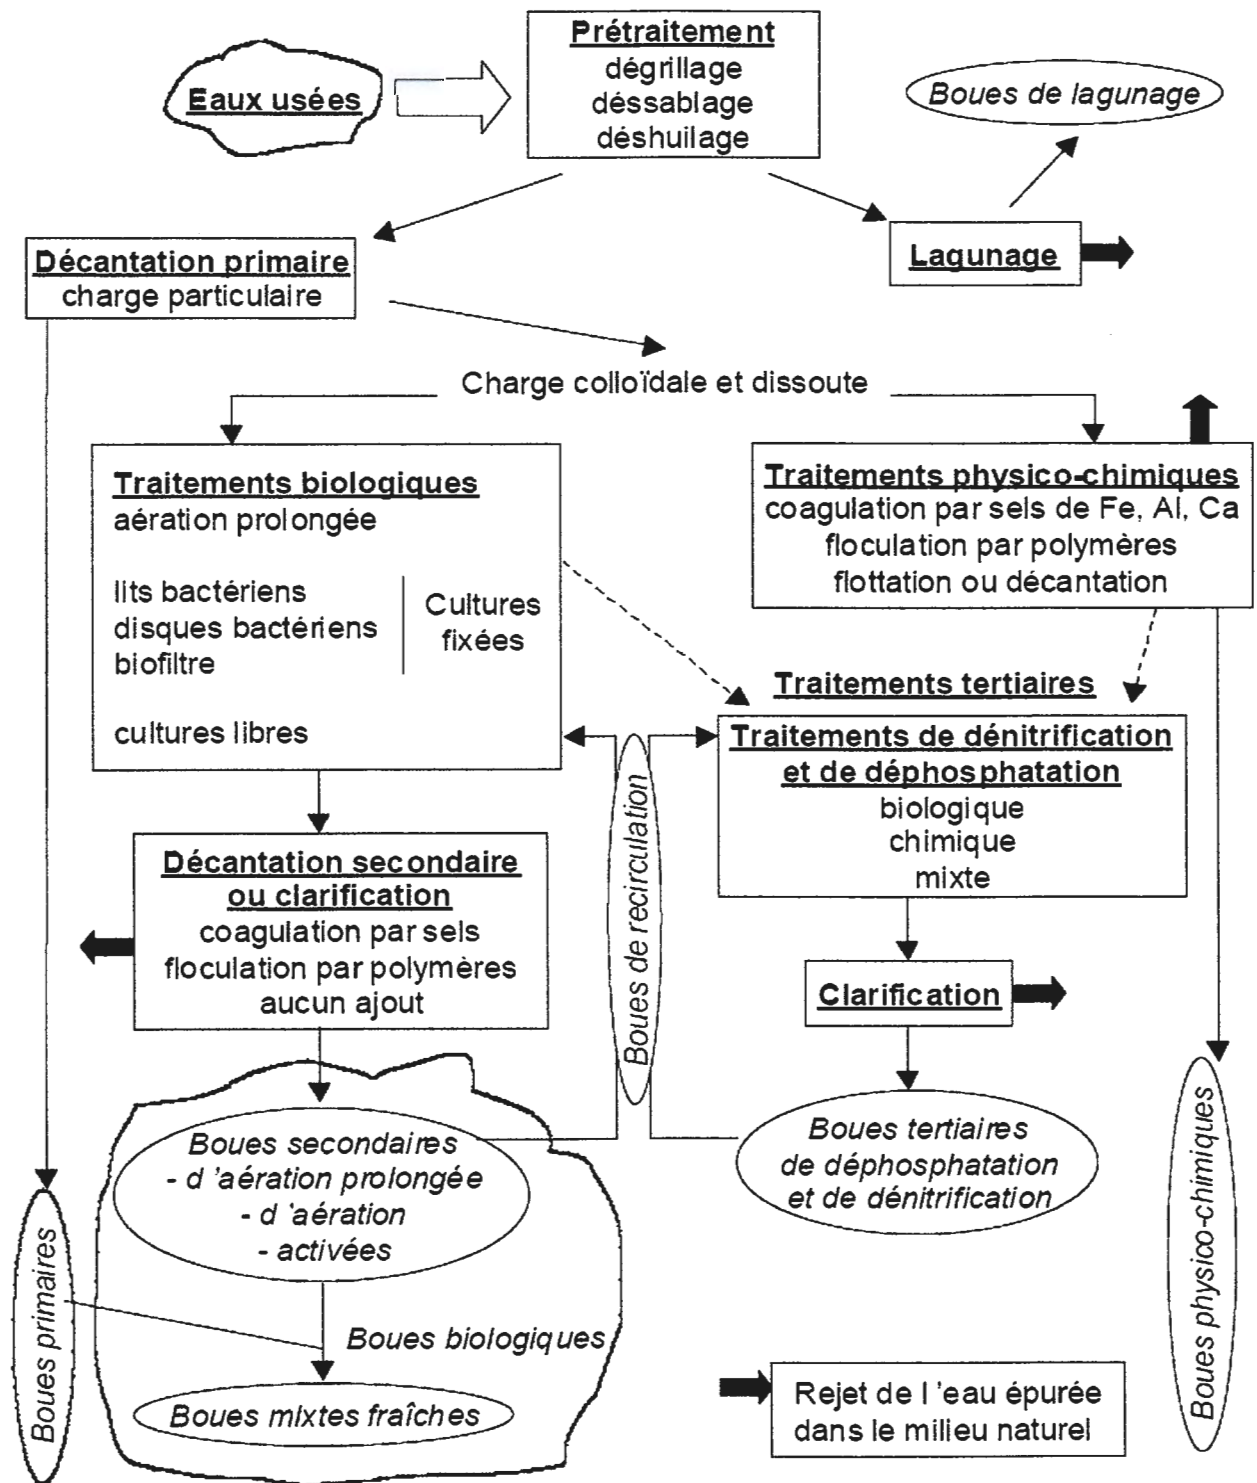 Prétraitement
dégrillage
déssablage
déshuilage
Eaux usées
Boues de lagunage
Décantation primaire
charge particulaire
Lagunage
Charge colloïdale et dissoute
Traitements biologiques
aération prolongée
lits bactériens
disques bactériens
biofiltre
Cultures
fixées
cultures libres
Traitements physico-chimiques
coagulation par sels de Fe, Al, Ca
floculation par polymères
flottation ou décantation
Traitements tertiaires
Traitements de dénitrification
et de déphosphatation
biologique
chimique
mixte
Décantation secondaire
ou clarification
coagulation par sels
floculation par polymères
aucun ajout
Boues de recirculation
Clarification
Boues secondaires
- d 'aération prolongée
- d 'aération
- activées
Boues tertiaires
de déphosphatation
et de dénitrification
Boues physico-chimiques
Boues primaires
Boues biologiques
Boues mixtes fraîches
Rejet de l 'eau épurée
dans le milieu naturel